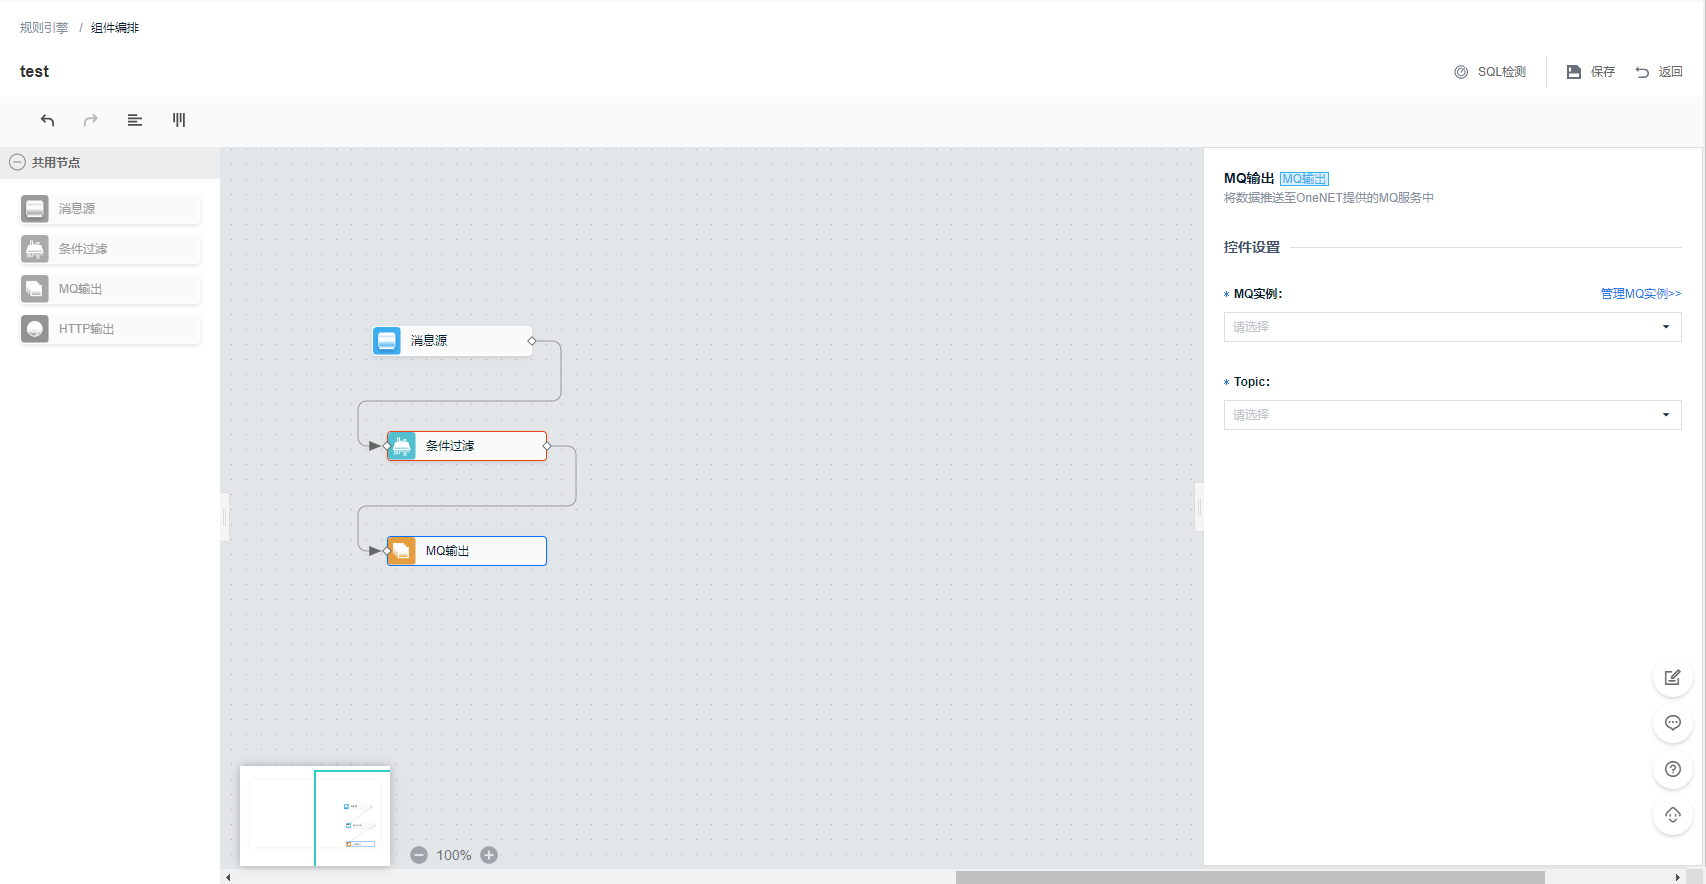 规则引擎 / 组件编排
test
SQL检测
保存
返回
共用节点
消息源
条件过滤
MQ输出
HTTP输出
消息源
条件过滤
MQ输出
100%
MQ输出 MQ输出
将数据推送至OneNET提供的MQ服务中
控件设置
* MQ实例: 管理MQ实例>>
请选择
* Topic:
请选择